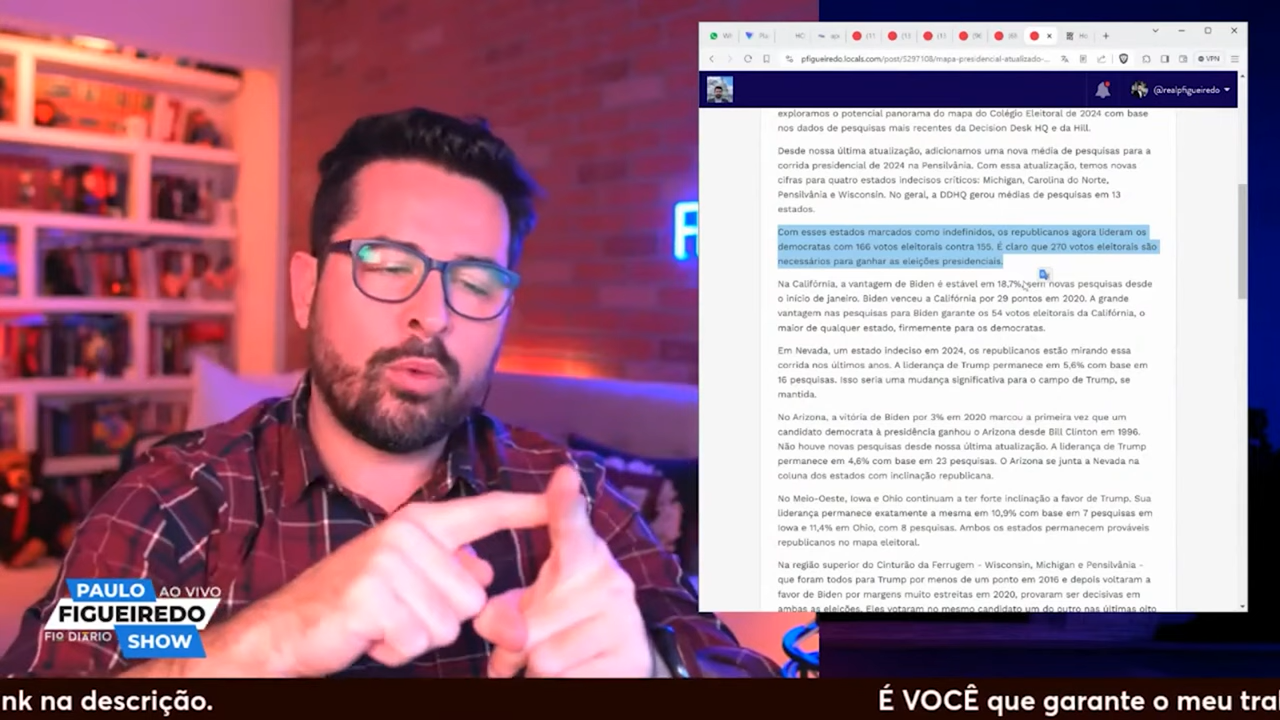 pfigueiredo.locals.com/post/5297108/mapa-presidencial-atualizado-...
VPN
@realpfigueiredo
exploramos o potencial panorama do mapa do Colégio Eleitoral de 2024 com base
nos dados de pesquisas mais recentes da Decision Desk HQ e da Hill.
Desde nossa última atualização, adicionamos uma nova média de pesquisas para a
corrida presidencial de 2024 na Pensilvânia. Com essa atualização, temos novas
cifras para quatro estados indecisos críticos: Michigan, Carolina do Norte,
Pensilvânia e Wisconsin. No geral, a DDHQ gerou médias de pesquisas em 13
estados.
Com esses estados marcados como indefinidos, os republicanos agora lideram os
democratas com 166 votos eleitorais contra 155. É claro que 270 votos eleitorais são
necessários para ganhar as eleições presidenciais.
Na Califórnia, a vantagem de Biden é estável em 18,7%, sem novas pesquisas desde
o início de janeiro. Biden venceu a Califórnia por 29 pontos em 2020. A grande
vantagem nas pesquisas para Biden garante os 54 votos eleitorais da Califórnia, o
maior de qualquer estado, firmemente para os democratas.
Em Nevada, um estado indeciso em 2024, os republicanos estão mirando essa
corrida nos últimos anos. A liderança de Trump permanece em 5,6% com base em
16 pesquisas. Isso seria uma mudança significativa para o campo de Trump, se
mantida.
No Arizona, a vitória de Biden por 3% em 2020 marcou a primeira vez que um
candidato democrata à presidência ganhou o Arizona desde Bill Clinton em 1996.
Não houve novas pesquisas desde nossa última atualização. A liderança de Trump
permanece em 4,6% com base em 23 pesquisas. O Arizona se junta a Nevada na
coluna dos estados com inclinação republicana.
No Meio-Oeste, Iowa e Ohio continuam a ter forte inclinação a favor de Trump. Sua
liderança permanece exatamente a mesma em 10,9% com base em 7 pesquisas em
Iowa e 11,4% em Ohio, com 8 pesquisas. Ambos os estados permanecem prováveis
republicanos no mapa eleitoral.
Na região superior do Cinturão da Ferrugem - Wisconsin, Michigan e Pensilvânia -
que foram todos para Trump por menos de um ponto em 2016 e depois voltaram a
favor de Biden por margens muito estreitas em 2020, provaram ser decisivas em
ambas as eleições. Eles votaram no mesmo candidato um do outro nas últimas oito
PAULO AO VIVO
FIGUEIREDO
DIÁRIO SHOW
nk na descrição.
É VOCÊ que garante o meu tra